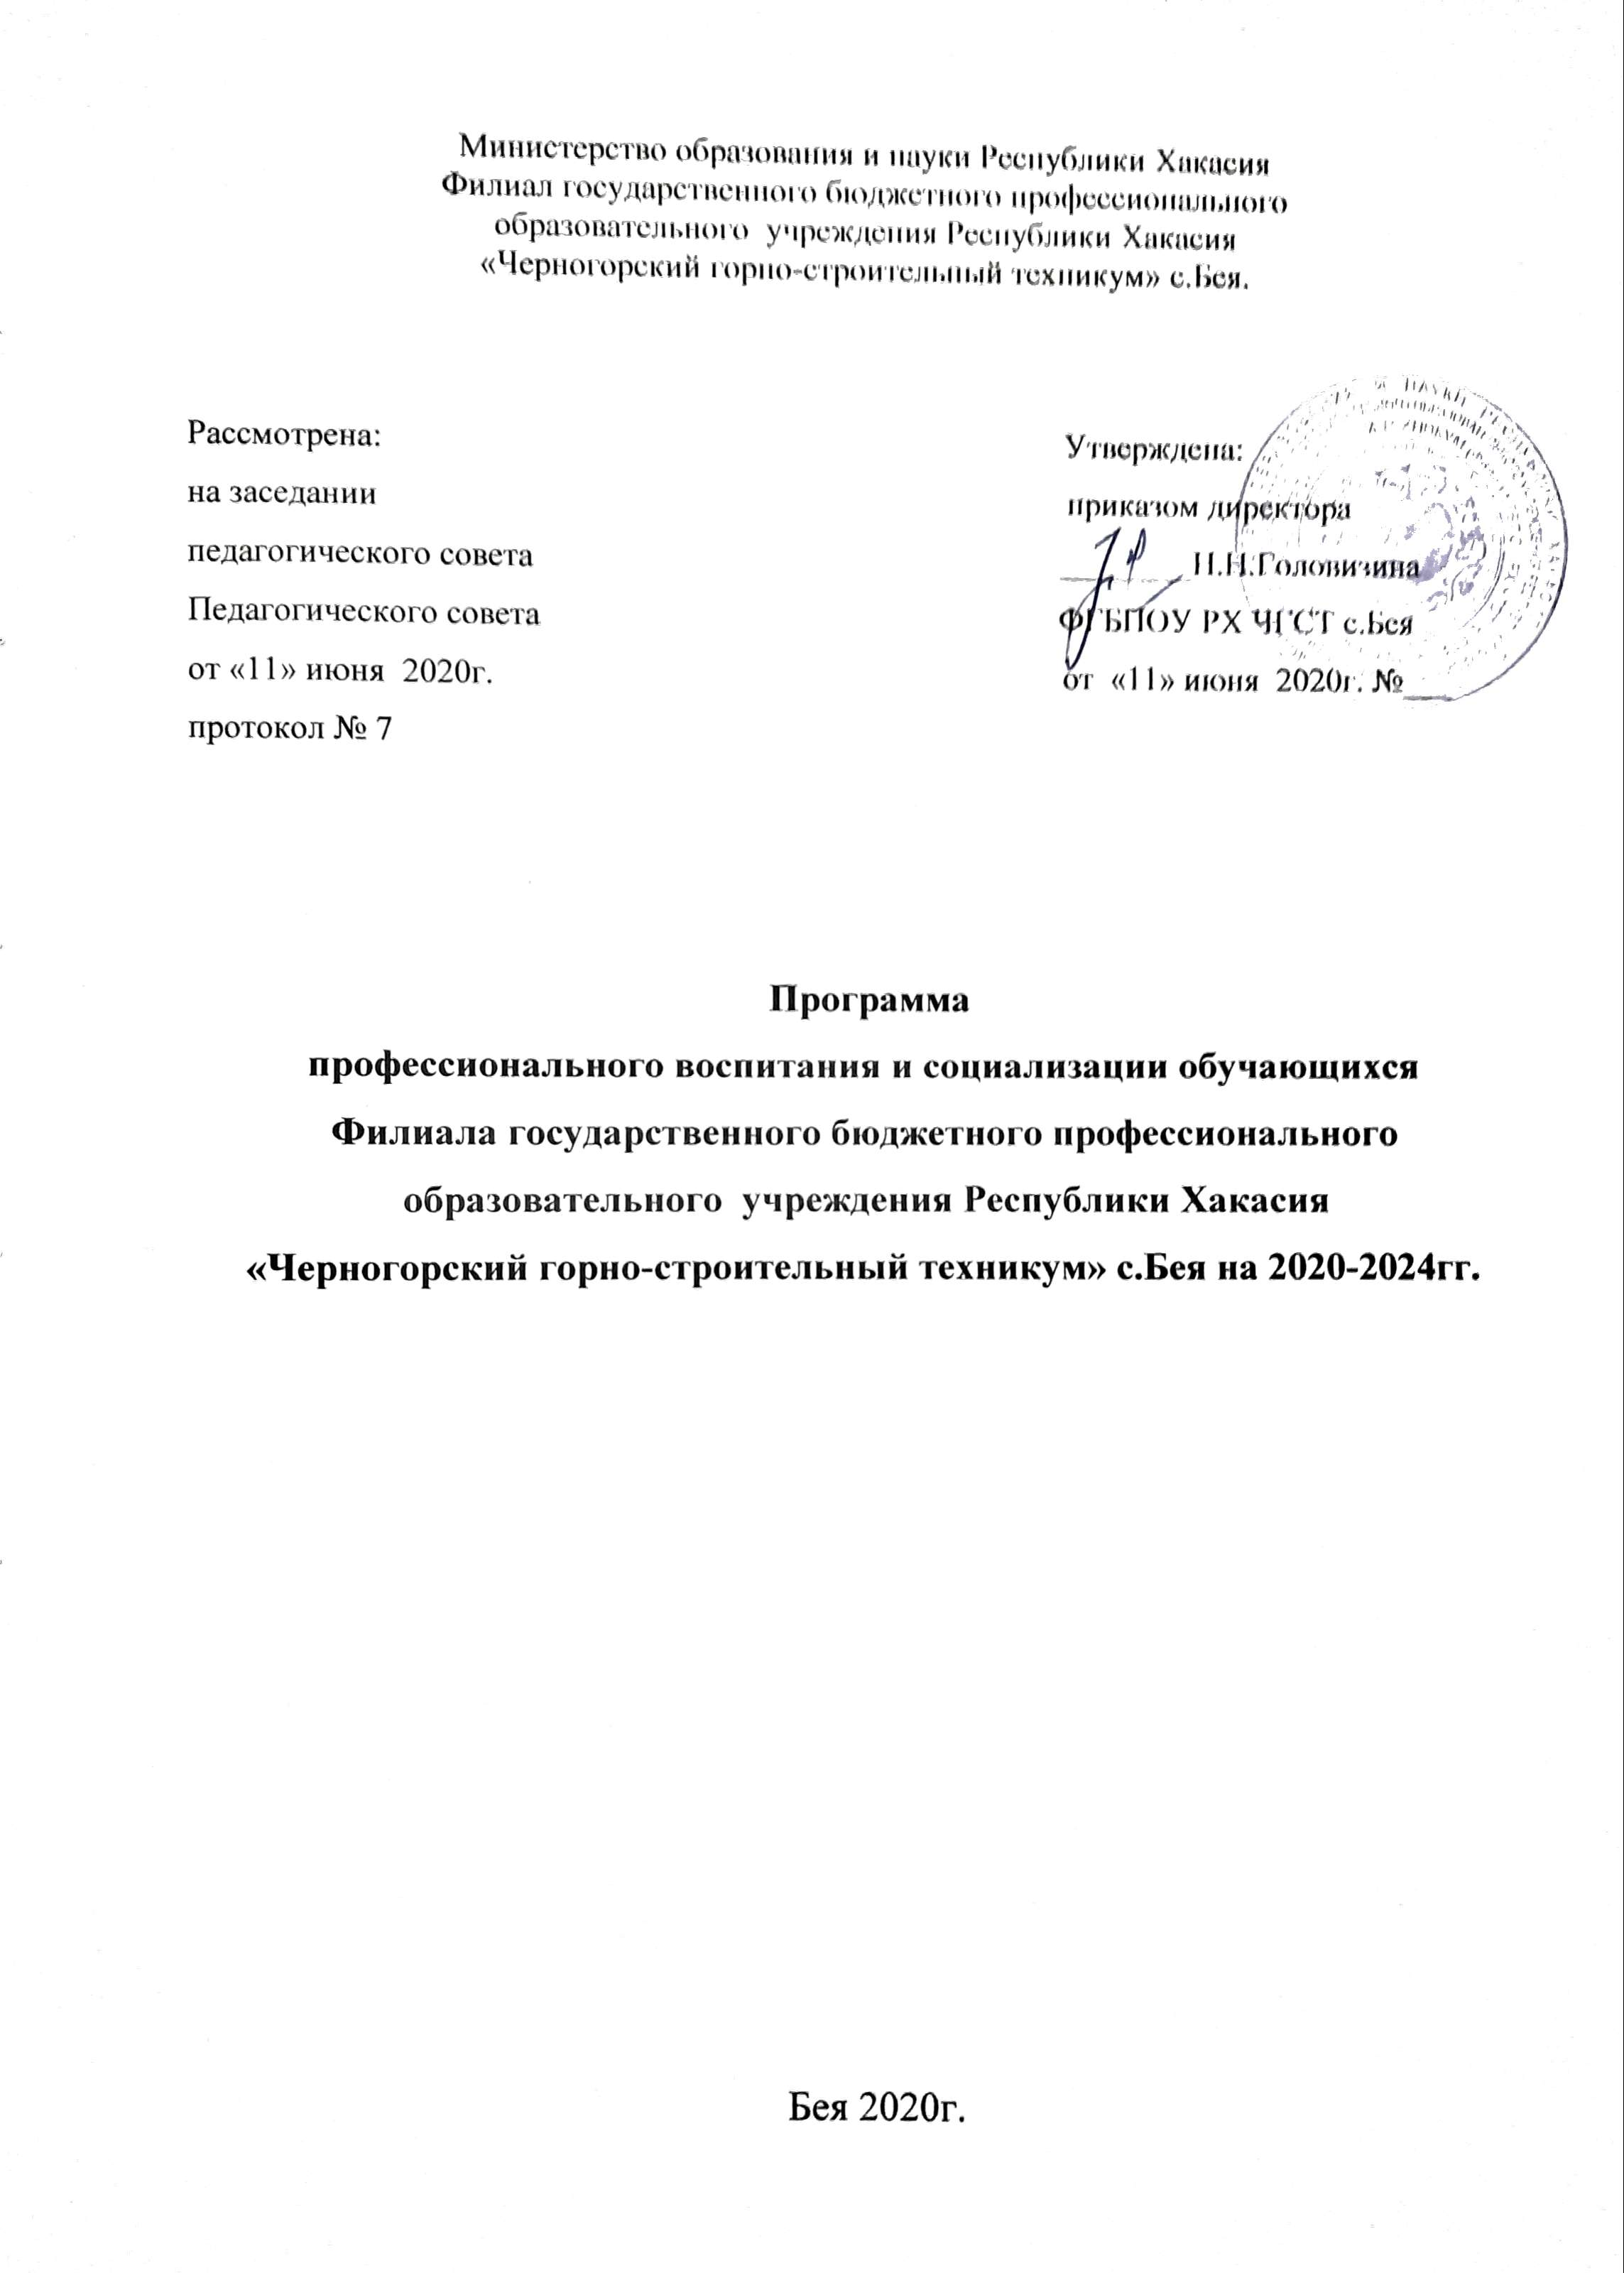 Министерство образования и науки Республики Хакасия
Филиал государственного бюджетного профессионального
образовательного учреждения Республики Хакасия
«Черногорский горно-строительный техникум» с.Бея.
Рассмотрена:
на заседании
педагогического совета
Педагогического совета
от «11» июня 2020г.
протокол № 7
Утверждена:
приказом директора
Н.Н.Головизина
ФГБПОУ РХ ЧГСТ с.Бея
от «11» июня 2020г. №
Программа
профессионального воспитания и социализации обучающихся
Филиала государственного бюджетного профессионального
образовательного учреждения Республики Хакасия
«Черногорский горно-строительный техникум» с.Бея на 2020-2024гг.
Бея 2020г.